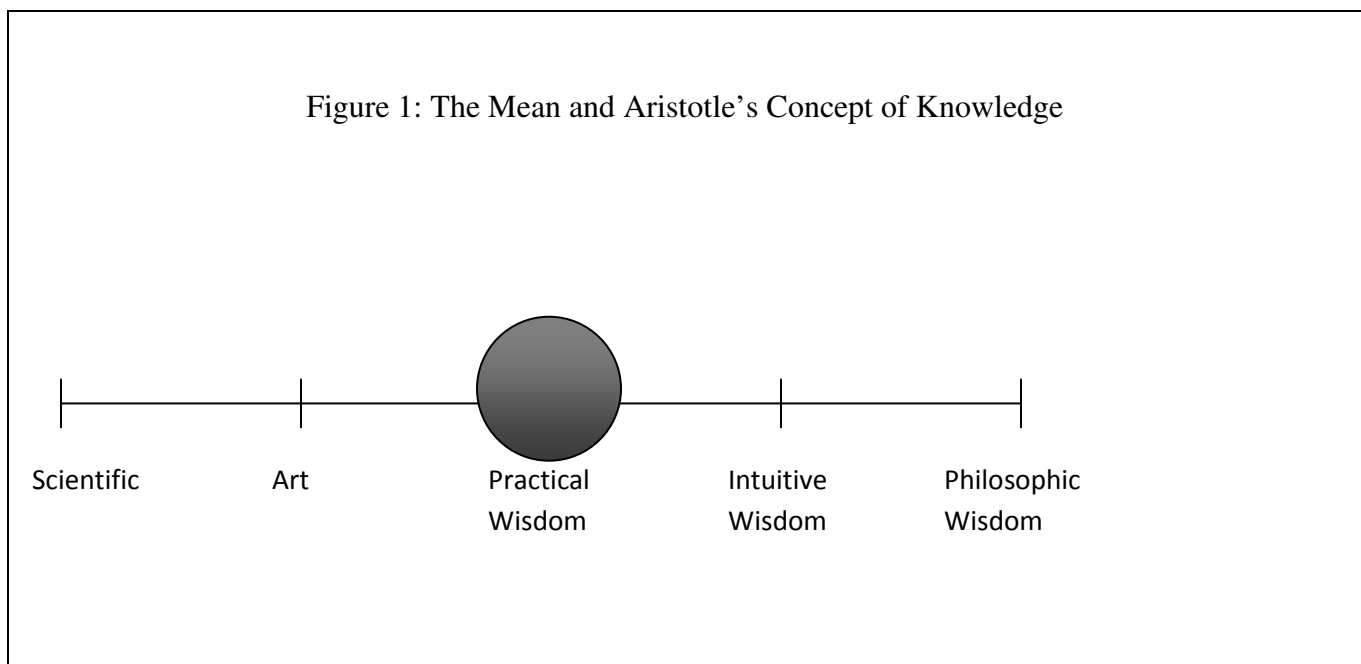 Figure 1: The Mean and Aristotle’s Concept of Knowledge
Scientific
Art
Practical
Wisdom
Intuitive
Wisdom
Philosophic
Wisdom